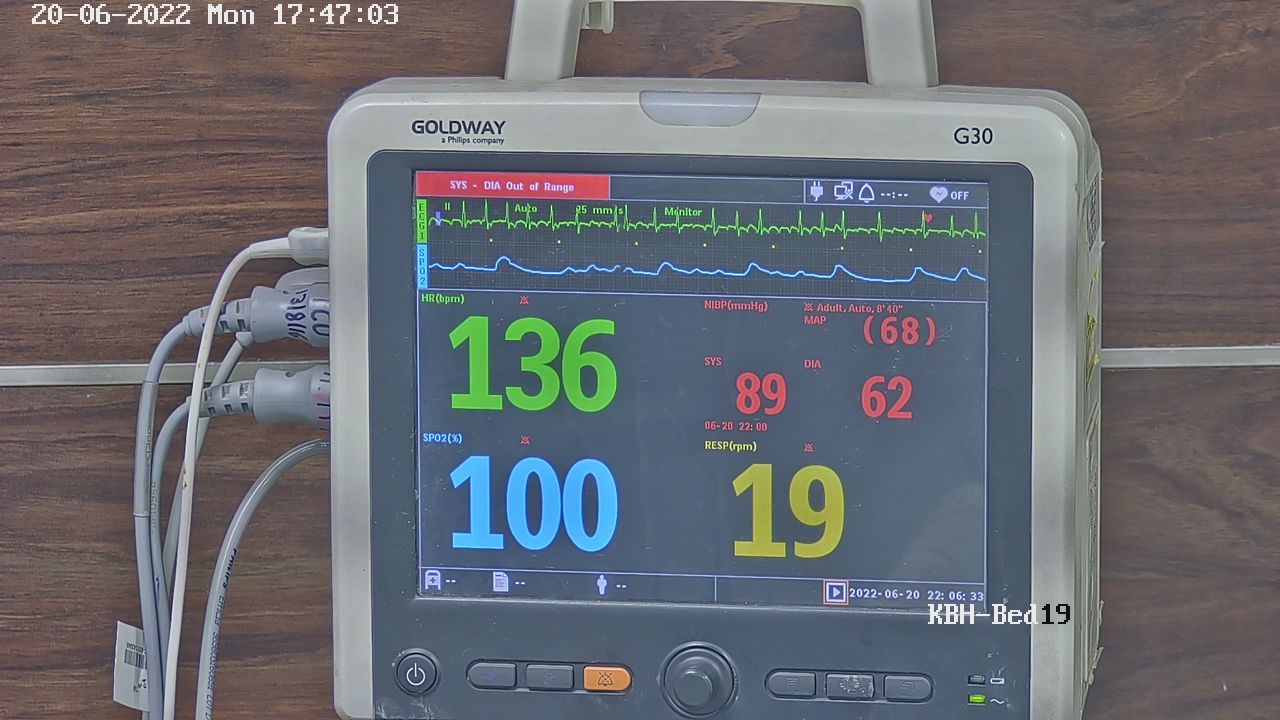 20-06-2022 Mon 17:47:03
GOLDWAY
a Philips company
G30
SYS - DIA Out of Range
--:--
OFF
II Auto 25 mm/s Monitor
ECG1
SPO2
HR(bpm)
136
NIBP(mmHg)
Adult, Auto, 8'40"
MAP
(68)
SYS
89
DIA
62
06-20 22:00
SPO2(%)
100
RESP(rpm)
19
--
--
--
2022-06-20 22:06:33
KBH-Bed19